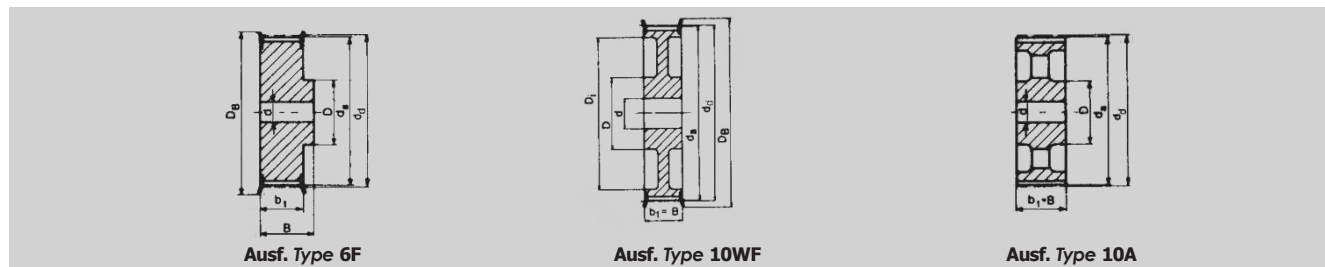 D_B d D d_a d_d
b_1
B
D_i D d d_a d_d D_B
b_1 = B
d D d_a d_d
b_1=B
Ausf. Type 6F
Ausf. Type 10WF
Ausf. Type 10A